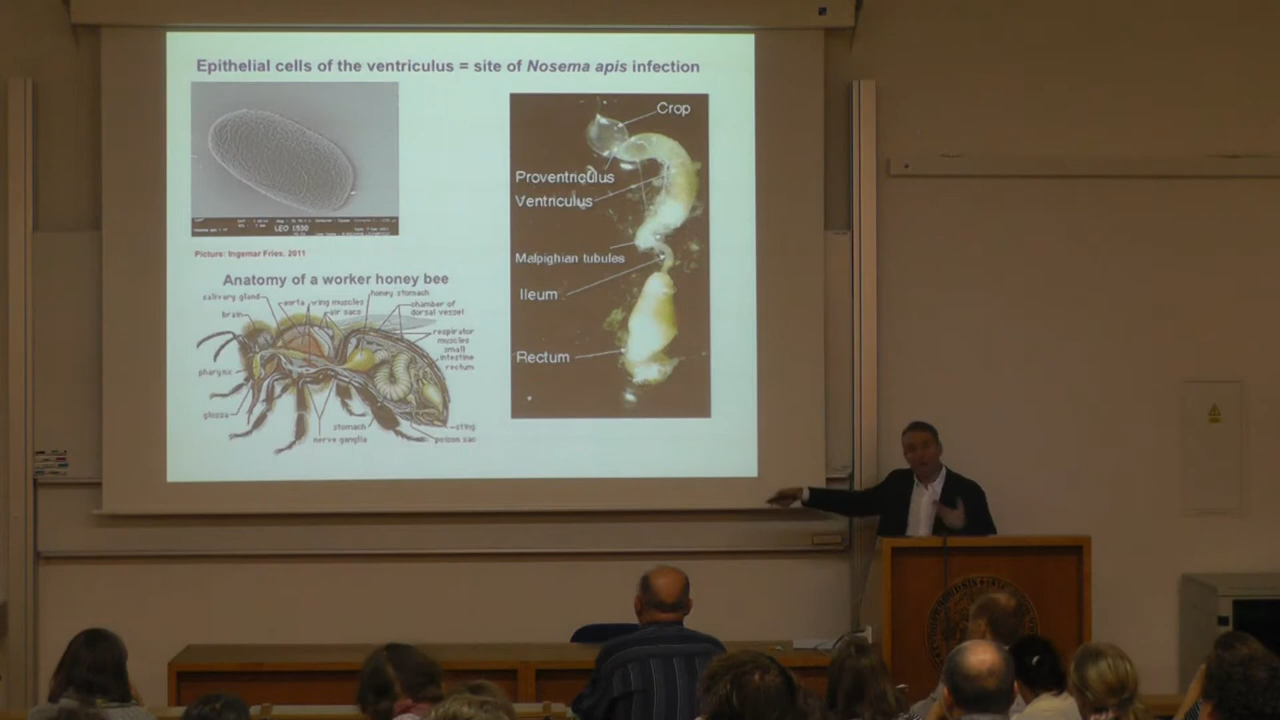 Epithelial cells of the ventriculus = site of Nosema apis infection
LEO 1530
Picture: Ingemar Fries, 2011
Anatomy of a worker honey bee
salivary gland
aorta
wing muscles
honey stomach
brain
air sacs
chamber of
dorsal vessel
respirator
muscles
small
intestine
rectum
pharynx
glossa
stomach
nerve ganglia
sting
poison sac
Crop
Proventriculus
Ventriculus
Malpighian tubules
Ileum
Rectum